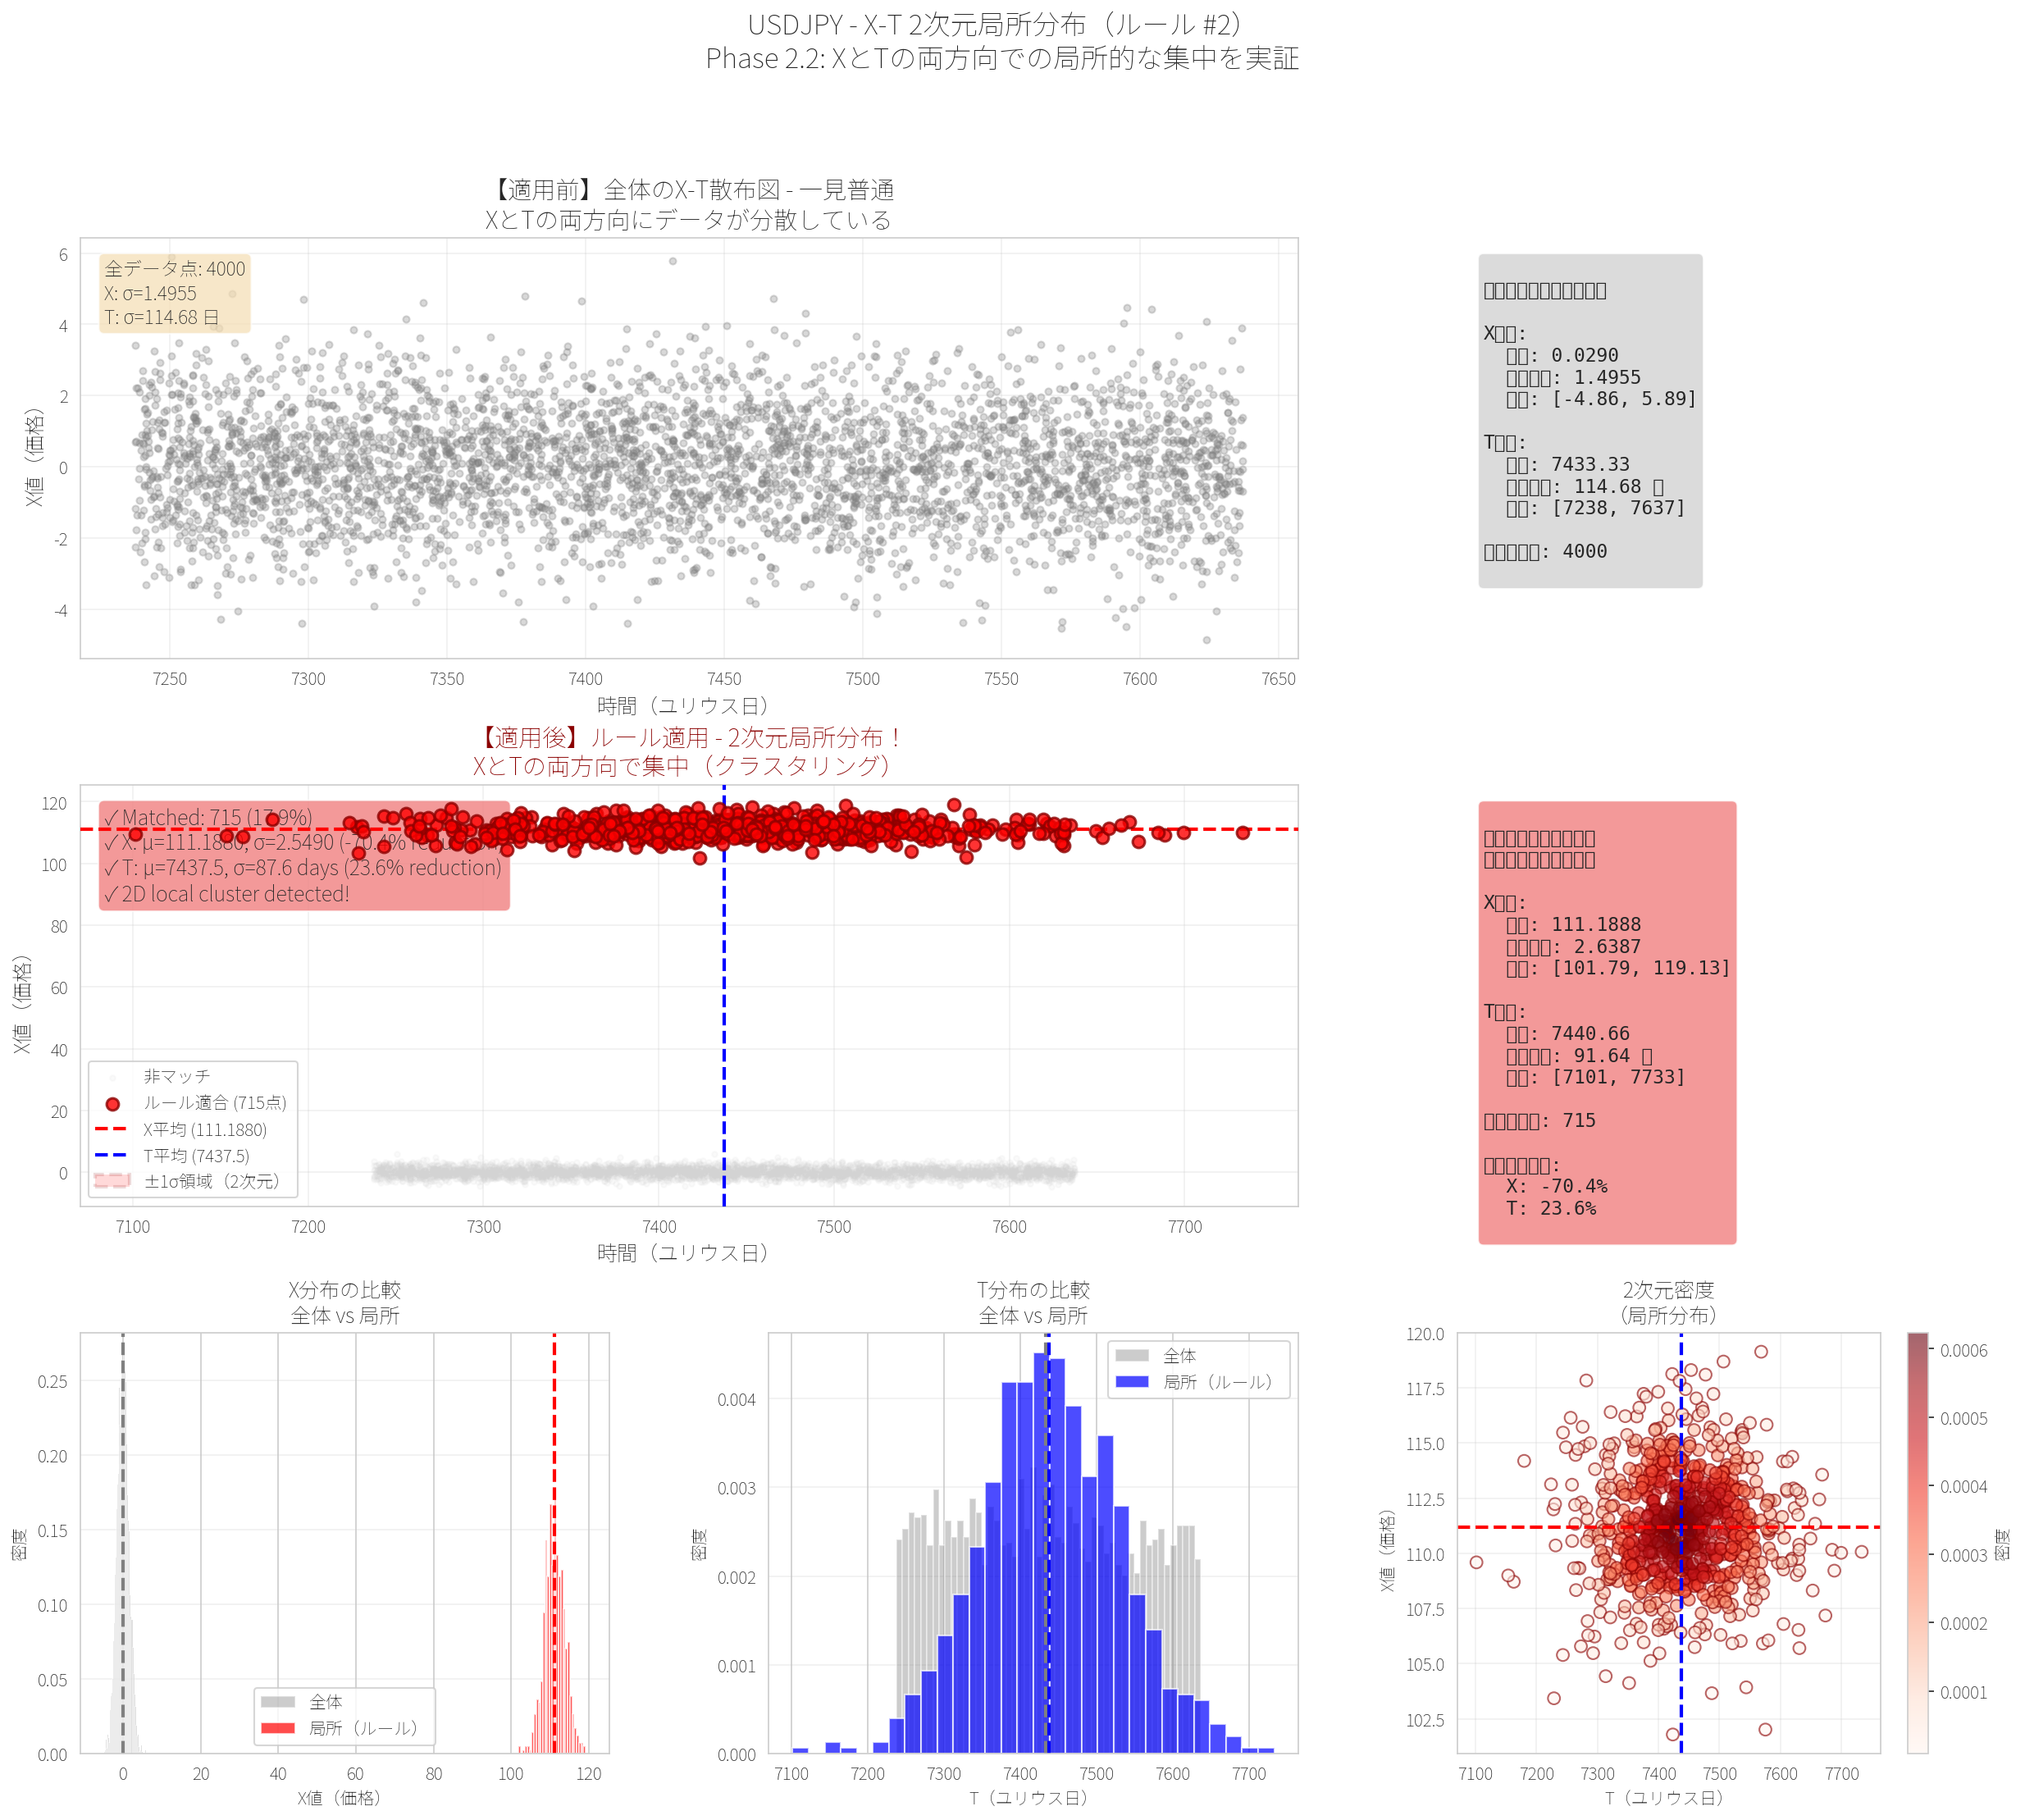 USDJPY - X-T 2次元局所分布（ルール #2）
Phase 2.2: XとTの両方向での局所的な集中を実証
【適用前】全体のX-T散布図 - 一見普通
XとTの両方向にデータが分散している
全データ点: 4000
X: σ=1.4955
T: σ=114.68 日
X値（価格）
6
4
2
0
-2
-4
7250
7300
7350
7400
7450
7500
7550
7600
7650
時間（ユリウス日）
X□□:
□□: 0.0290
□□□□: 1.4955
□□: [-4.86, 5.89]
T□□:
□□: 7433.33
□□□□: 114.68 □
□□: [7238, 7637]
□□□□□: 4000
【適用後】ルール適用 - 2次元局所分布！
XとTの両方向で集中（クラスタリング）
✓ Matched: 715 (17.9%)
✓ X: μ=111.1880, σ=2.5490 (-70.4% reduction)
✓ T: μ=7437.5, σ=87.6 days (23.6% reduction)
✓ 2D local cluster detected!
X値（価格）
120
100
80
60
40
20
0
非マッチ
ルール適合 (715点)
X平均 (111.1880)
T平均 (7437.5)
±1σ領域（2次元）
7100
7200
7300
7400
7500
7600
7700
時間（ユリウス日）
X□□:
□□: 111.1888
□□□□: 2.6387
□□: [101.79, 119.13]
T□□:
□□: 7440.66
□□□□: 91.64 □
□□: [7101, 7733]
□□□□□: 715
□□□□□□:
X: -70.4%
T: 23.6%
X分布の比較
全体 vs 局所
密度
0.25
0.20
0.15
0.10
0.05
0.00
全体
局所（ルール）
0
20
40
60
80
100
120
X値（価格）
T分布の比較
全体 vs 局所
密度
0.004
0.003
0.002
0.001
0.000
全体
局所（ルール）
7100
7200
7300
7400
7500
7600
7700
T（ユリウス日）
2次元密度
（局所分布）
X値（価格）
120.0
117.5
115.0
112.5
110.0
107.5
105.0
102.5
7100
7200
7300
7400
7500
7600
7700
T（ユリウス日）
0.0006
0.0005
0.0004
0.0003
0.0002
0.0001
密度